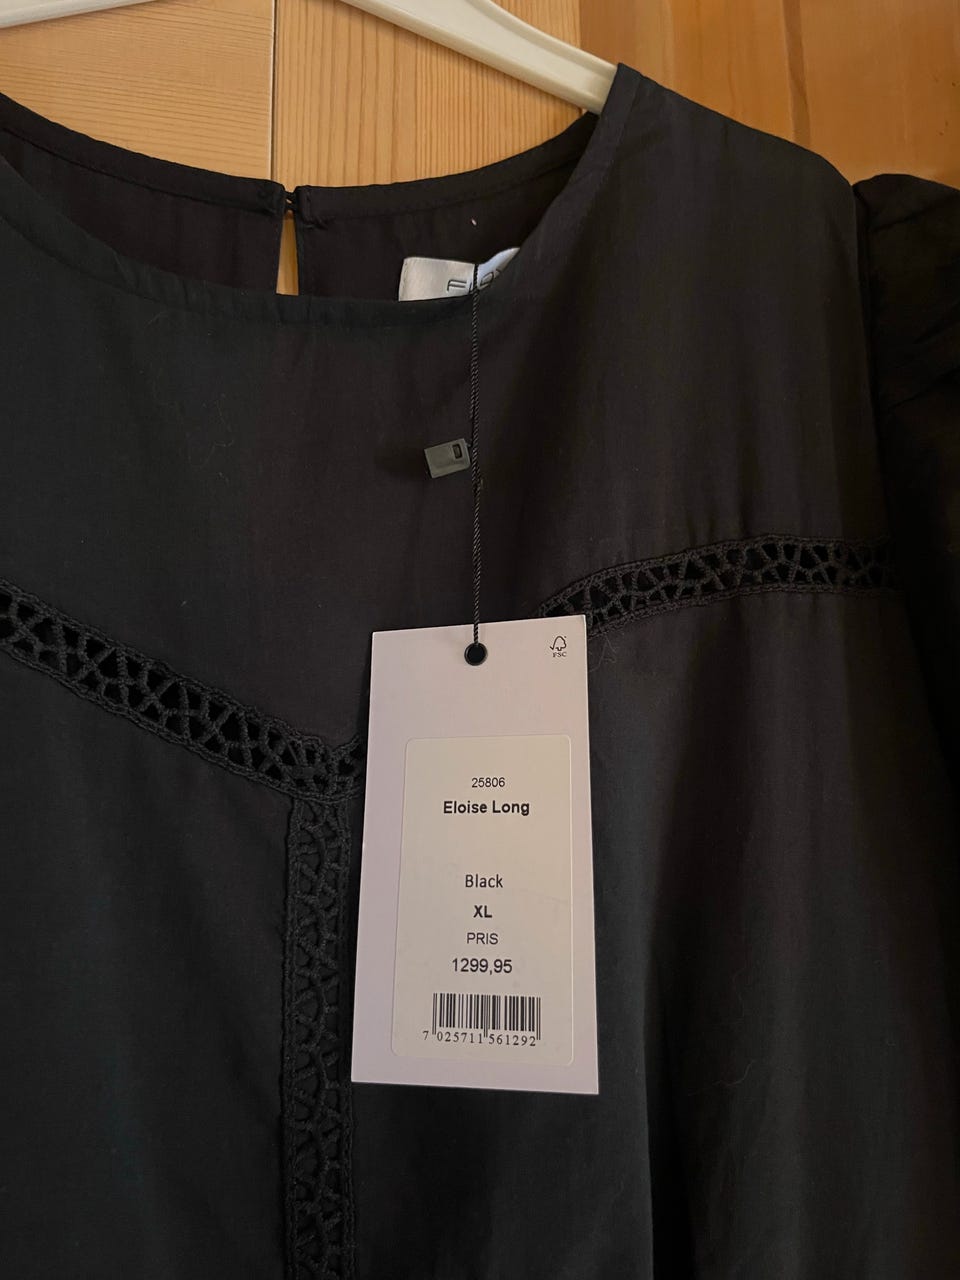 FSC
25806
Eloise Long
Black
XL
PRIS
1299,95
7 025711 561292